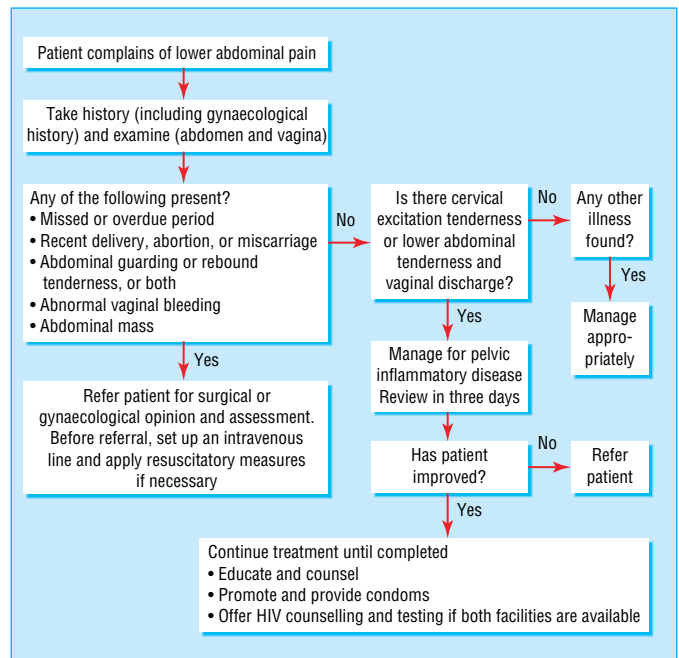 Patient complains of lower abdominal pain
Take history (including gynaecological
history) and examine (abdomen and vagina)
Any of the following present?
• Missed or overdue period
• Recent delivery, abortion, or miscarriage
• Abdominal guarding or rebound
tenderness, or both
• Abnormal vaginal bleeding
• Abdominal mass
No
Is there cervical
excitation tenderness
or lower abdominal
tenderness and
vaginal discharge?
No
Any other
illness
found?
Yes
Manage
appro-
priately
Yes
Manage for pelvic
inflammatory disease
Review in three days
Yes
Refer patient for surgical or
gynaecological opinion and assessment.
Before referral, set up an intravenous
line and apply resuscitatory measures
if necessary
Has patient
improved?
No
Refer
patient
Yes
Continue treatment until completed
• Educate and counsel
• Promote and provide condoms
• Offer HIV counselling and testing if both facilities are available